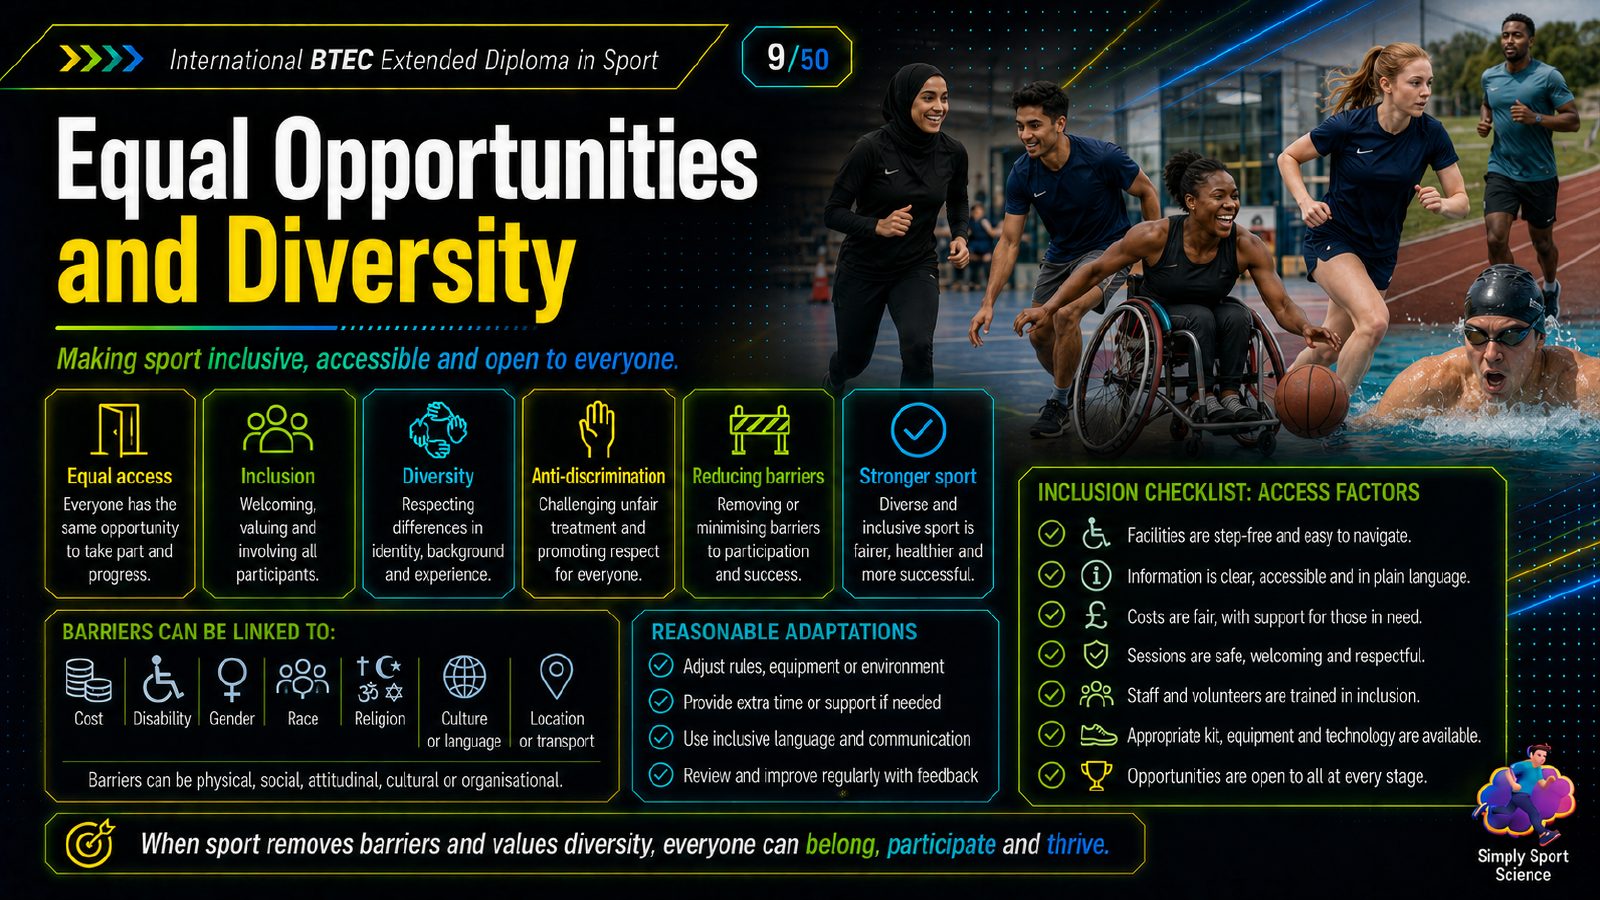 International BTEC Extended Diploma in Sport
9/50
Equal Opportunities
and Diversity
Making sport inclusive, accessible and open to everyone.
Equal access
Everyone has the
same opportunity
to take part and
progress.
Inclusion
Welcoming,
valuing and
involving all
participants.
Diversity
Respecting
differences in
identity, background
and experience.
Anti-discrimination
Challenging unfair
treatment and
promoting respect
for everyone.
Reducing barriers
Removing or
minimising barriers
to participation
and success.
Stronger sport
Diverse and
inclusive sport is
fairer, healthier and
more successful.
BARRIERS CAN BE LINKED TO:
Cost
Disability
Gender
Race
Religion
Culture
or language
Location
or transport
Barriers can be physical, social, attitudinal, cultural or organisational.
REASONABLE ADAPTATIONS
Adjust rules, equipment or environment
Provide extra time or support if needed
Use inclusive language and communication
Review and improve regularly with feedback
INCLUSION CHECKLIST: ACCESS FACTORS
Facilities are step-free and easy to navigate.
Information is clear, accessible and in plain language.
Costs are fair, with support for those in need.
Sessions are safe, welcoming and respectful.
Staff and volunteers are trained in inclusion.
Appropriate kit, equipment and technology are available.
Opportunities are open to all at every stage.
When sport removes barriers and values diversity, everyone can belong, participate and thrive.
Simply Sport
Science